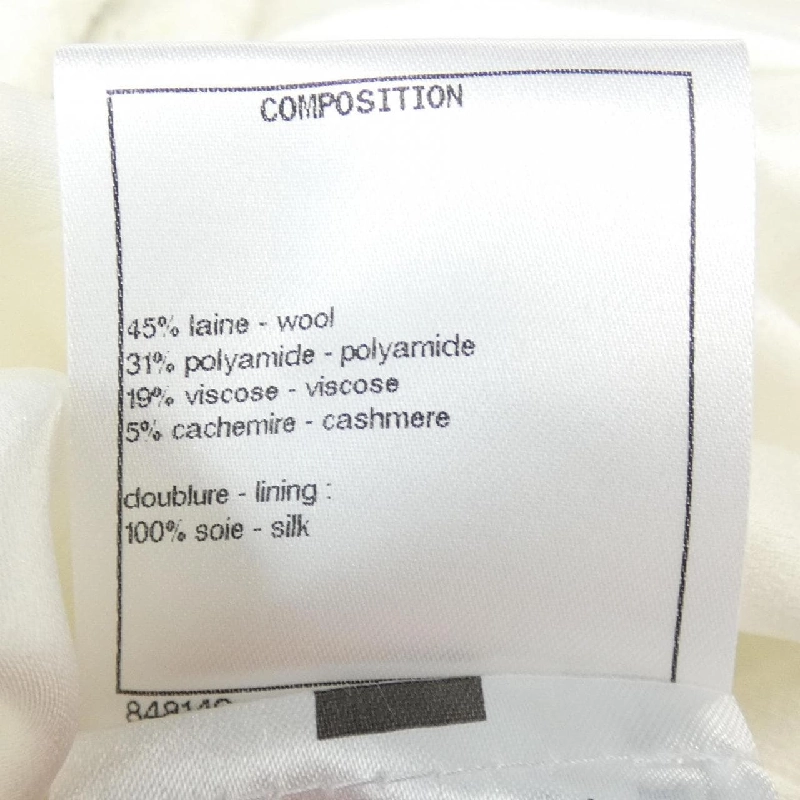 COMPOSITION
45% laine - wool
31% polyamide - polyamide
19% viscose - viscose
5% cachemire - cashmere
doublure - lining :
100% soie - silk